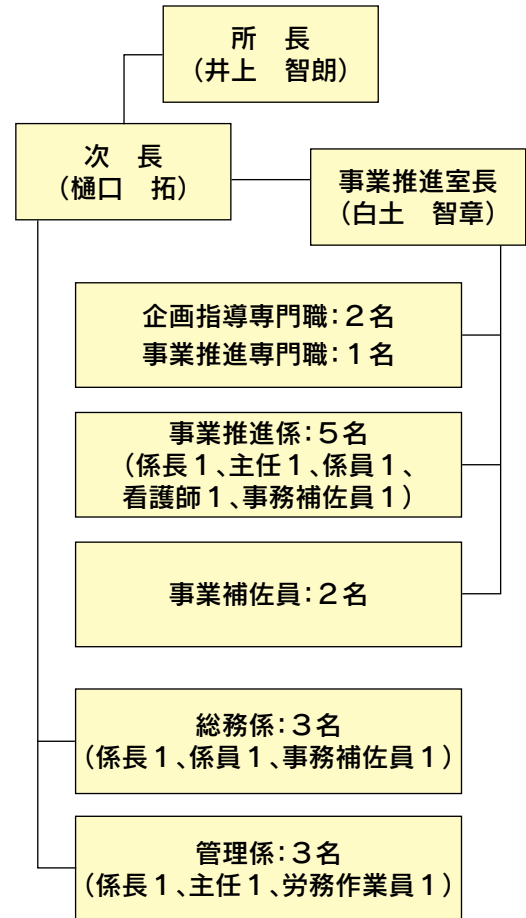 所　長
(井上　智朗)
次　長
(樋口　拓)
事業推進室長
(白土　智章)
企画指導専門職：２名
事業推進専門職：１名
事業推進係：５名
(係長１、主任１、係員１、
看護師１、事務補佐員１)
事業補佐員：２名
総務係：３名
(係長１、係員１、事務補佐員１)
管理係：３名
(係長１、主任１、労務作業員１)